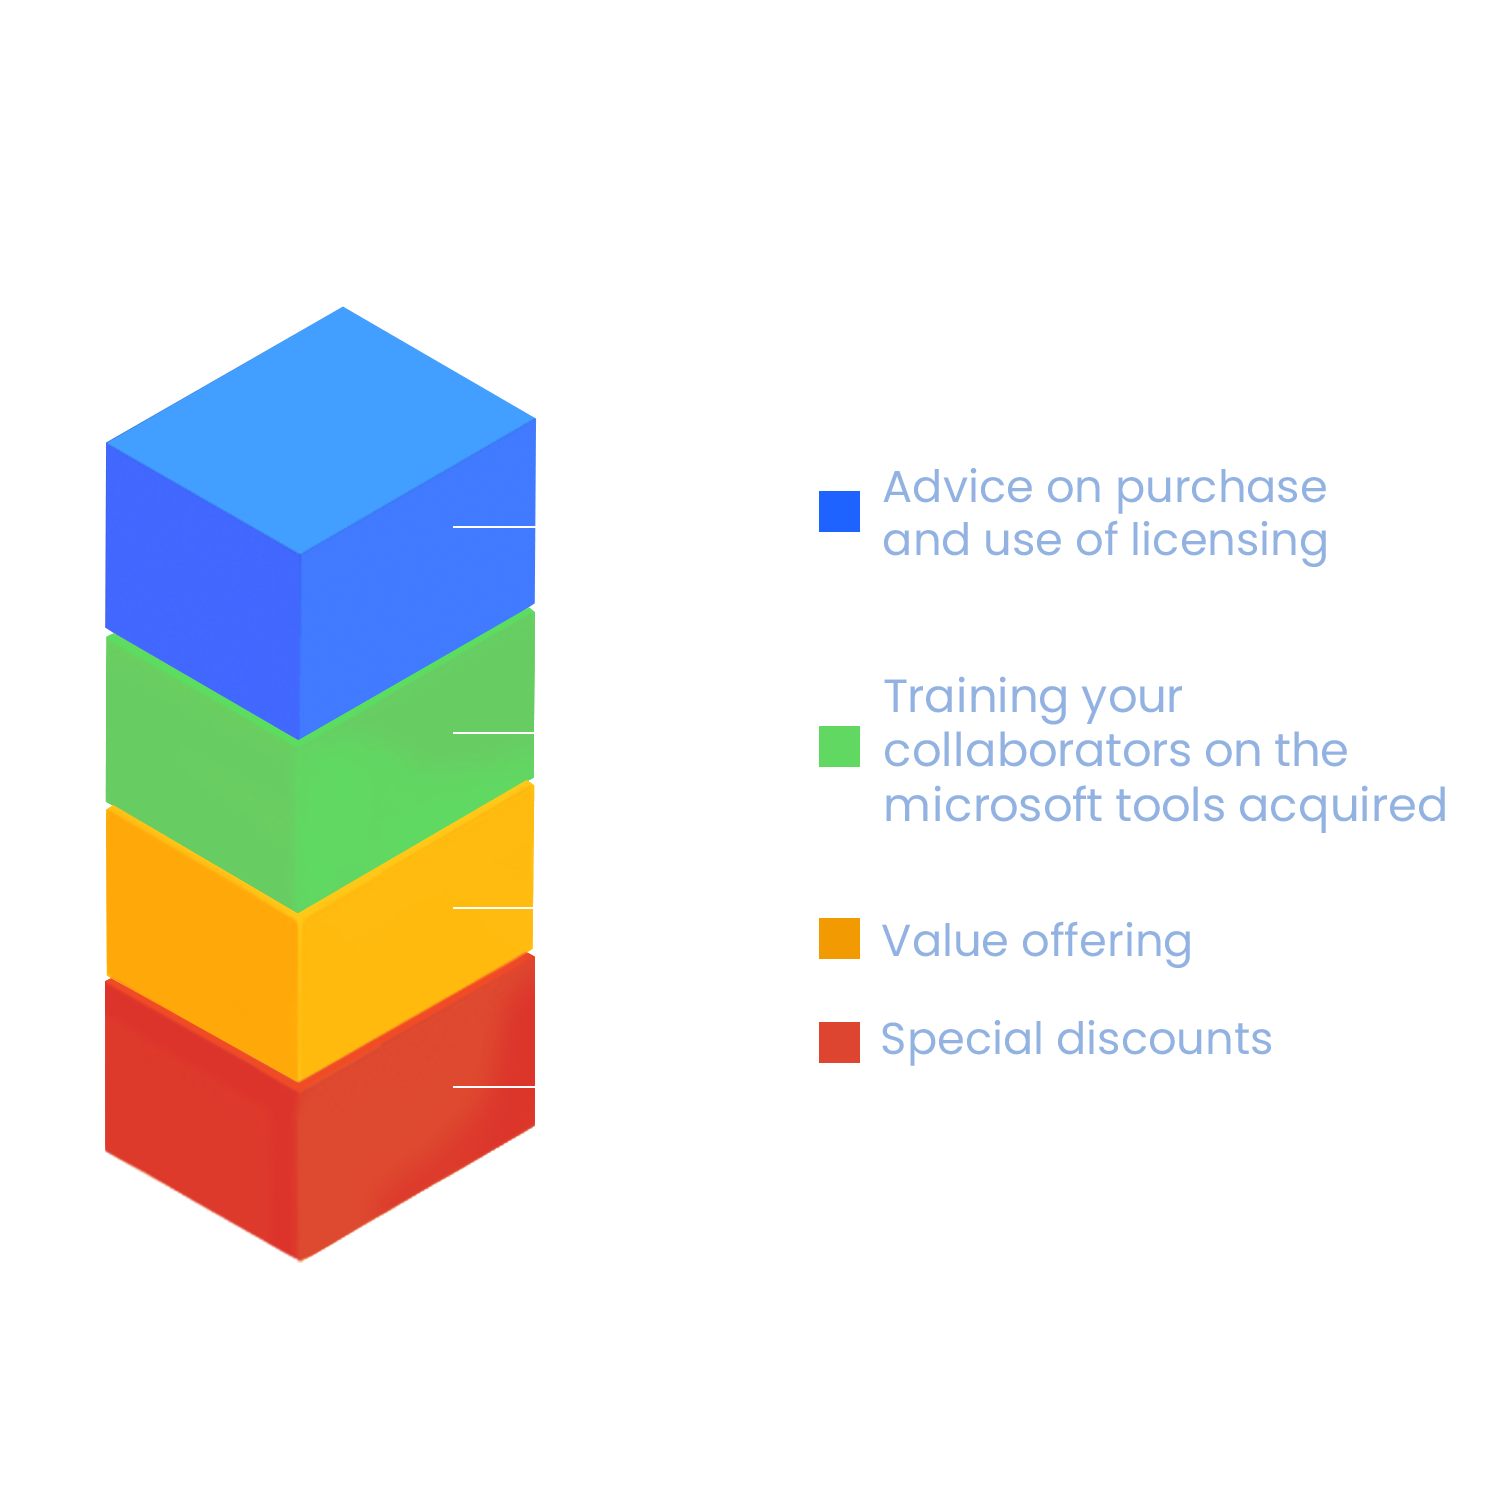 Advice on purchase
and use of licensing
Training your
collaborators on the
microsoft tools acquired
Value offering
Special discounts